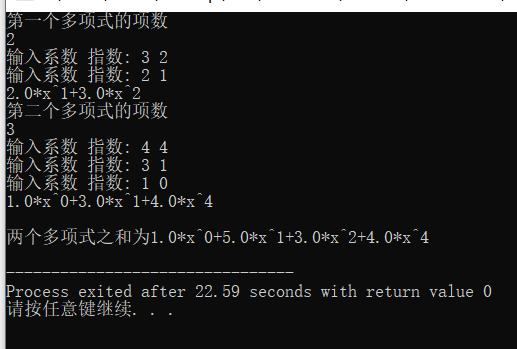 第一个多项式的项数
2
输入系数 指数: 3 2
输入系数 指数: 2 1
2.0*x^1+3.0*x^2
第二个多项式的项数
3
输入系数 指数: 4 4
输入系数 指数: 3 1
输入系数 指数: 1 0
1.0*x^0+3.0*x^1+4.0*x^4
两个多项式之和为1.0*x^0+5.0*x^1+3.0*x^2+4.0*x^4
--------------------------------
Process exited after 22.59 seconds with return value 0
请按任意键继续. . .